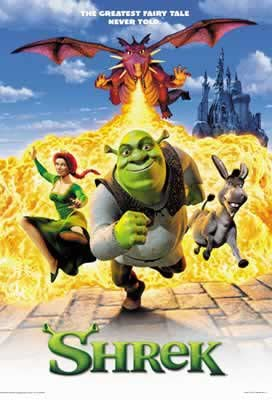 THE GREATEST FAIRY TALE
NEVER TOLD.
SHREK